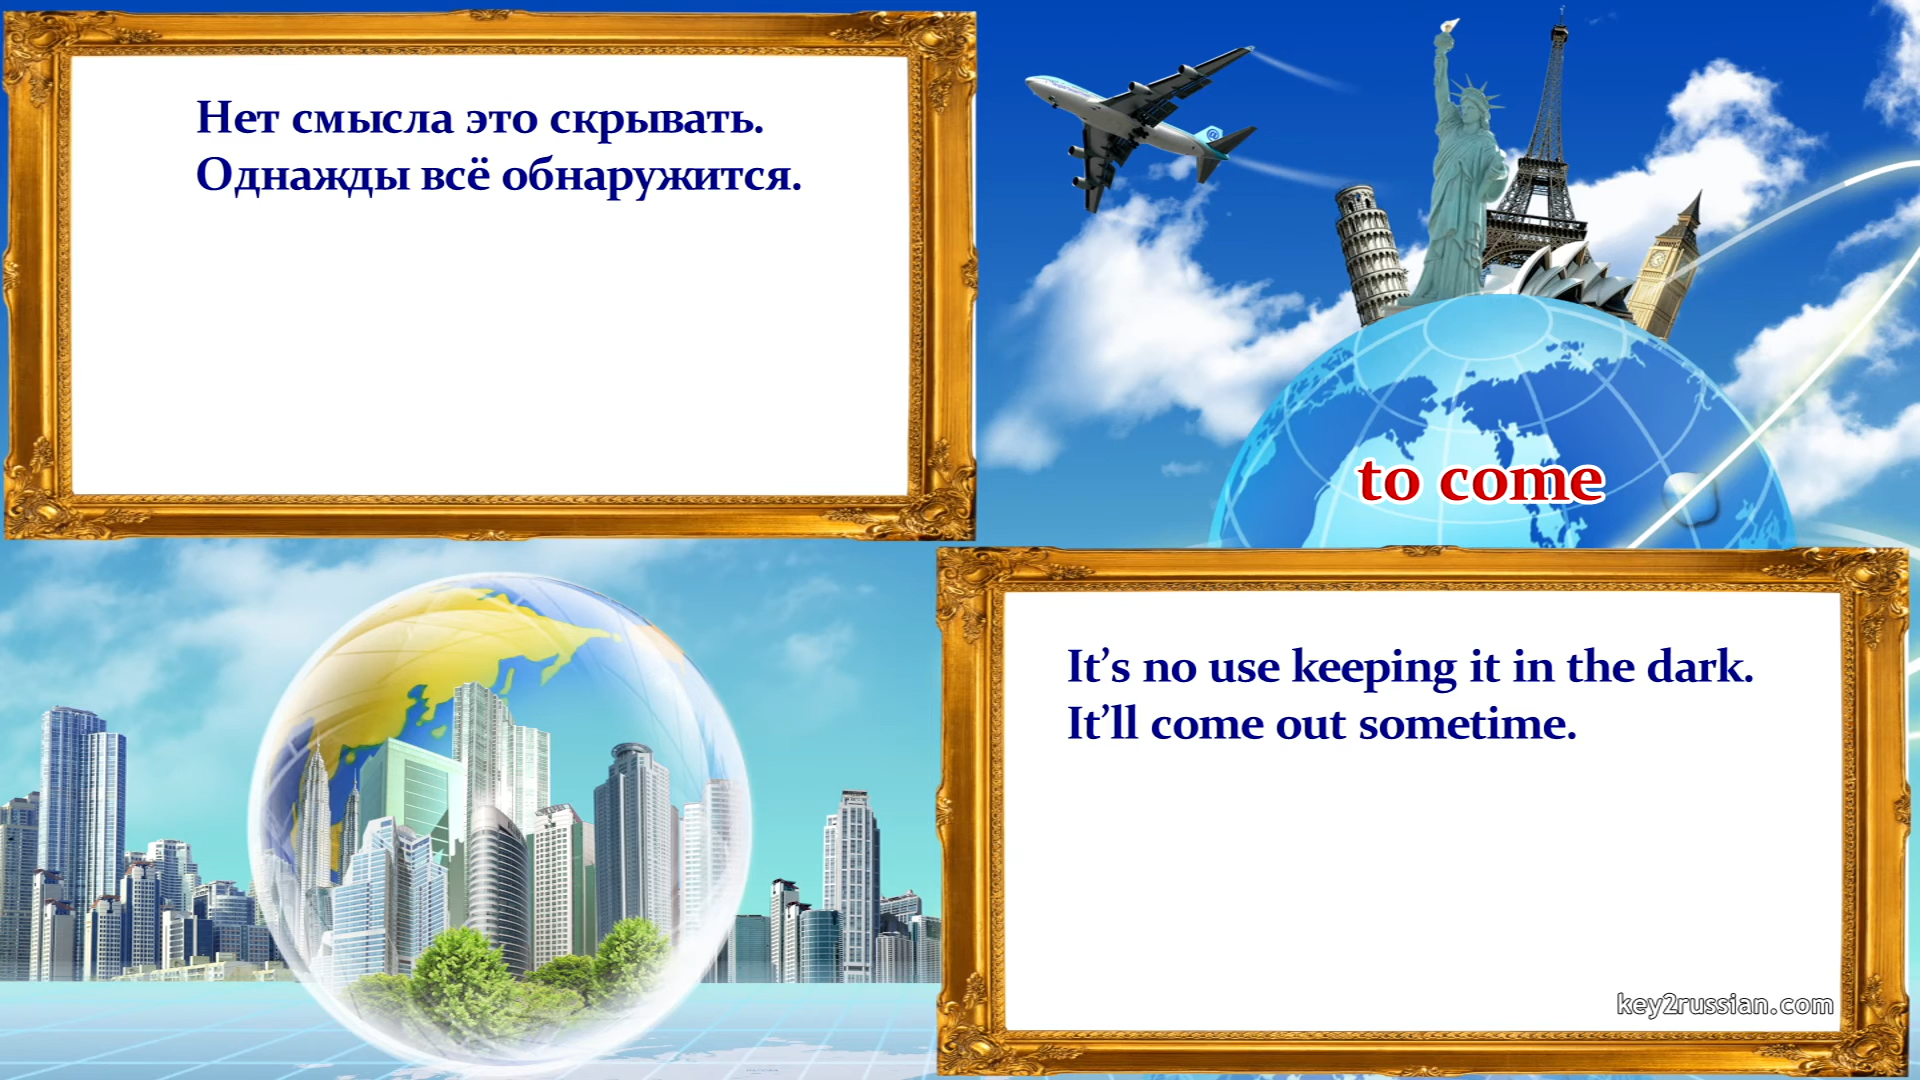 Нет смысла это скрывать.
Однажды всё обнаружится.
to come
It’s no use keeping it in the dark.
It’ll come out sometime.
key2russian.com